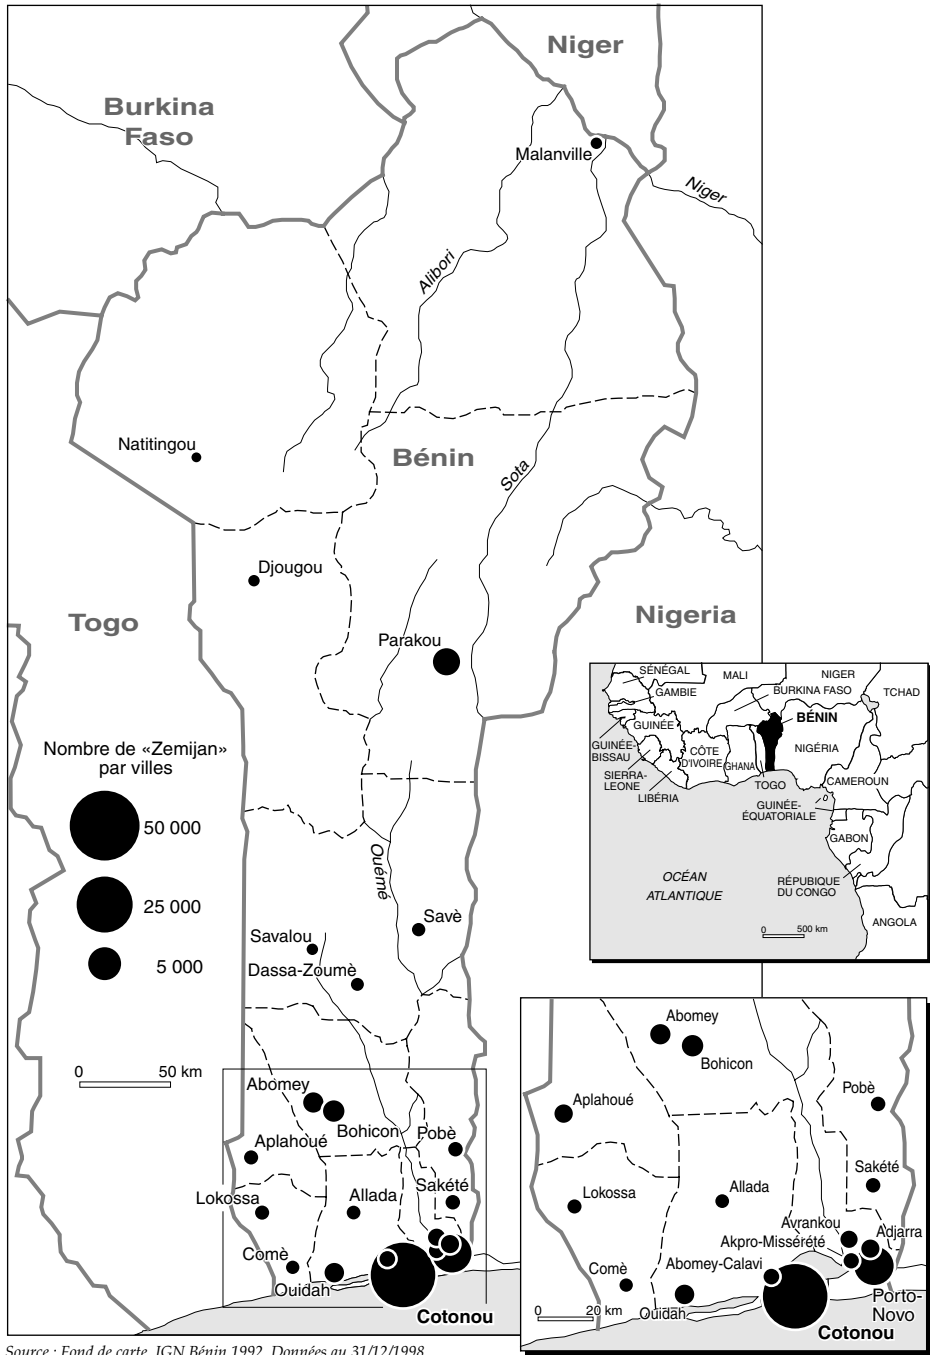 Niger
Burkina
Faso
Malanville
Niger
Alibori
Natitingou
Bénin
Sota
Djougou
Togo
Nigeria
Parakou
Nombre de «Zemijan»
par villes
50 000
25 000
5 000
Ouémé
Savè
Savalou
Dassa-Zoumè
0 50 km
Abomey
Bohicon
Pobè
Aplahoué
Lokossa
Allada
Sakété
Comè
Ouidah
Cotonou
SÉNÉGAL
MALI
NIGER
TCHAD
GAMBIE
BURKINA FASO
BÉNIN
GUINÉE
GUINÉE-
BISSAU
CÔTE
D'IVOIRE
GHANA
NIGÉRIA
SIERRA-
LEONE
LIBÉRIA
TOGO
CAMEROUN
GUINÉE-
ÉQUATORIALE
GABON
OCÉAN
ATLANTIQUE
RÉPUBIQUE
DU CONGO
ANGOLA
0 500 km
Abomey
Bohicon
Aplahoué
Pobè
Sakété
Lokossa
Allada
Avrankou
Adjarra
Akpro-Missérété
Comè
Abomey-Calavi
0 20 km
Ouidah
Porto-
Novo
Cotonou
Source : Fond de carte, IGN Bénin 1992. Données au 31/12/1998